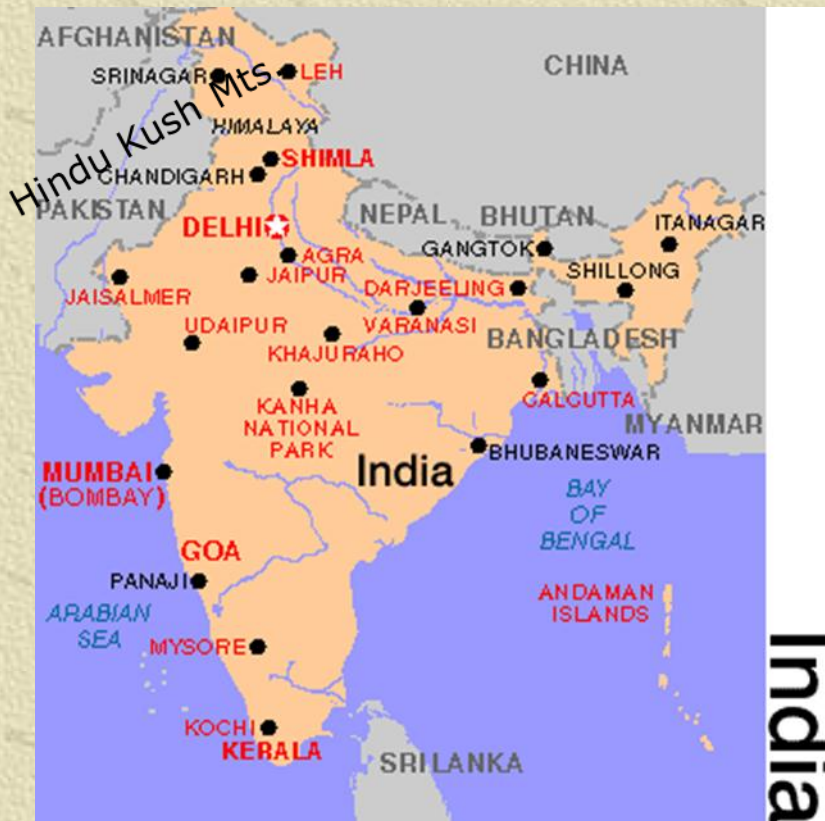 AFGHANISTAN
CHINA
SRINAGAR
LEH
Hindu Kush Mts.
HIMALAYA
SHIMLA
CHANDIGARH
PAKISTAN
NEPAL
BHUTAN
ITANAGAR
DELHI
GANGTOK
AGRA
SHILLONG
JAIPUR
DARJEELING
JAISALMER
UDAIPUR
VARANASI
BANGLADESH
KHAJURAHO
CALCUTTA
KANHA
NATIONAL
PARK
MYANMAR
BHUBANESWAR
MUMBAI
(BOMBAY)
India
BAY
OF
BENGAL
GOA
PANAJI
ANDAMAN
ISLANDS
ARABIAN
SEA
MYSORE
KOCHI
KERALA
SRI LANKA
India